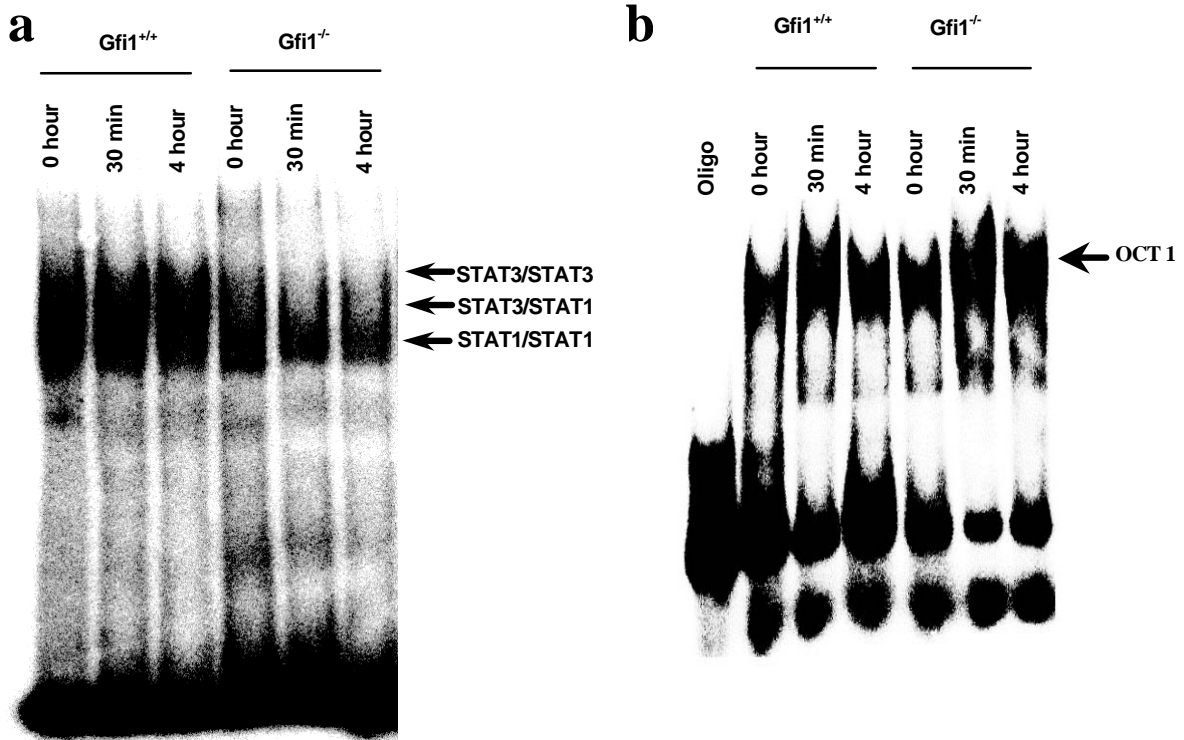 a
Gfi1+/+ Gfi1-/-
0 hour 30 min 4 hour 0 hour 30 min 4 hour
STAT3/STAT3
STAT3/STAT1
STAT1/STAT1
b
Gfi1+/+ Gfi1-/-
Oligo 0 hour 30 min 4 hour 0 hour 30 min 4 hour
OCT 1